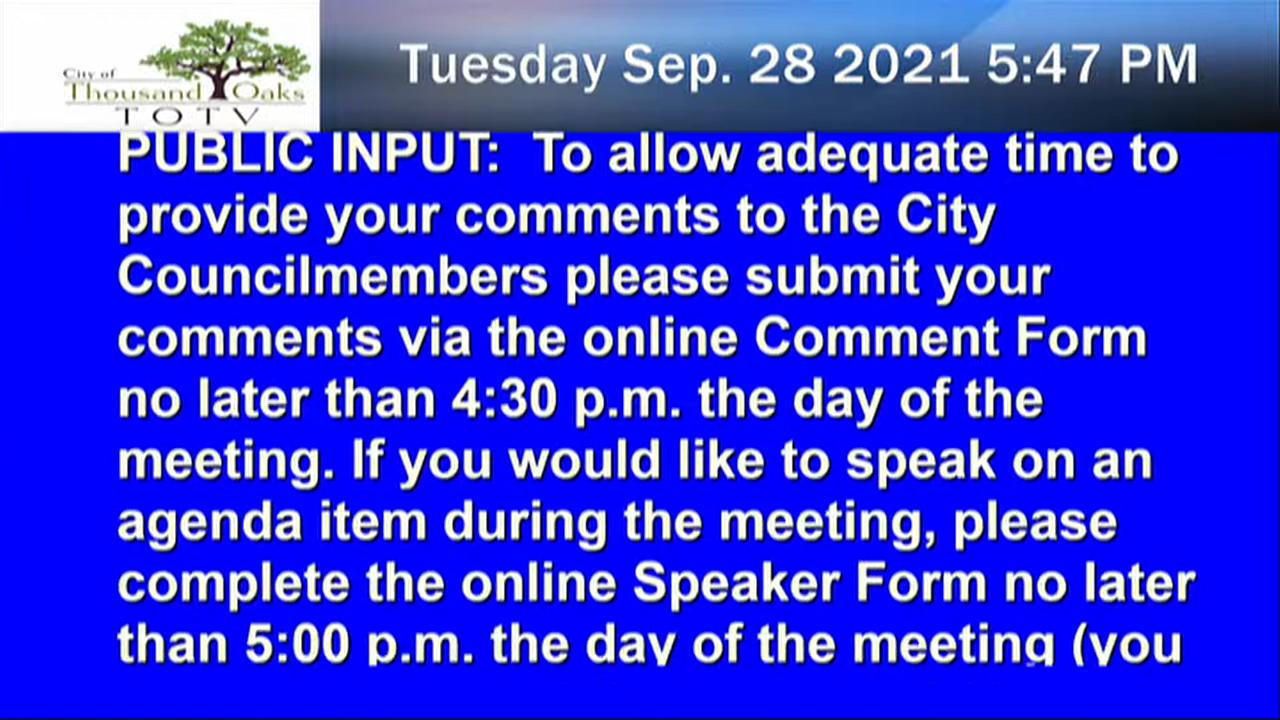 City of
Thousand Oaks
TOTV
Tuesday Sep. 28 2021 5:47 PM
PUBLIC INPUT: To allow adequate time to
provide your comments to the City
Councilmembers please submit your
comments via the online Comment Form
no later than 4:30 p.m. the day of the
meeting. If you would like to speak on an
agenda item during the meeting, please
complete the online Speaker Form no later
than 5:00 p.m. the day of the meeting (you